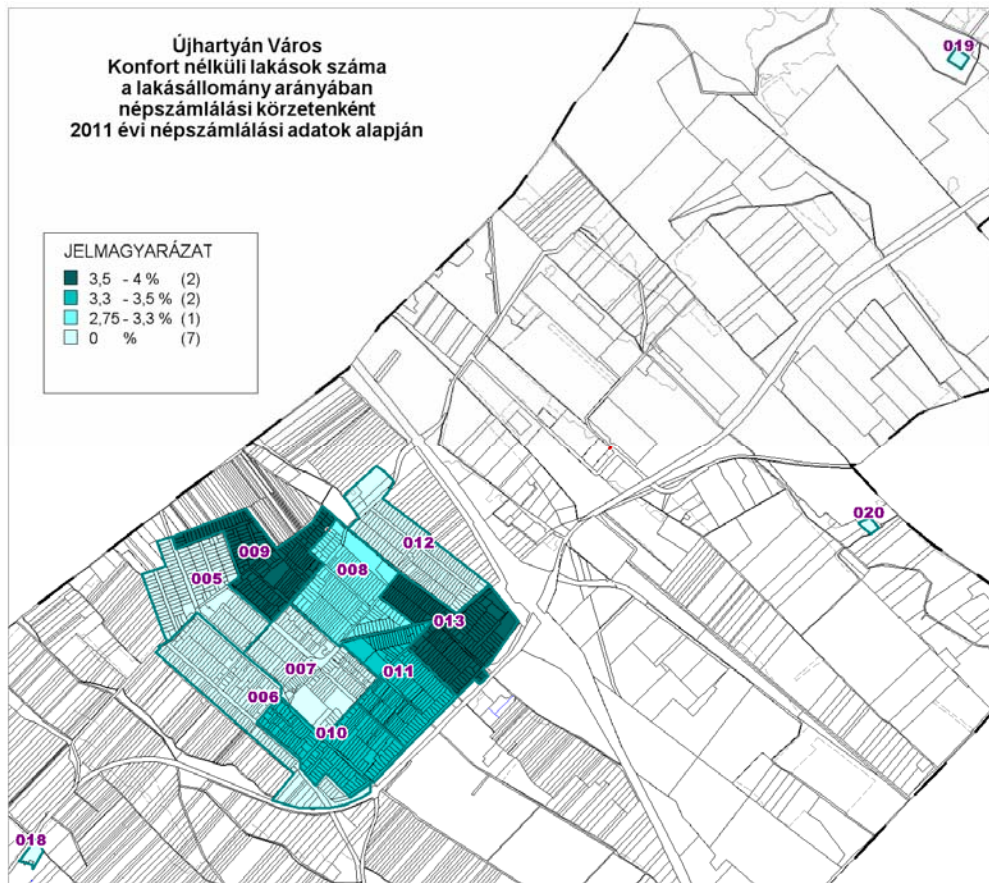 Újhartyán Város
Konfort nélküli lakások száma
a lakásállomány arányában
népszámlálási körzetenként
2011 évi népszámlálási adatok alapján
019
JELMAGYARÁZAT
3,5 - 4 % (2)
3,3 - 3,5 % (2)
2,75 - 3,3 % (1)
0 % (7)
020
012
009
008
005
013
007
011
006
010
018